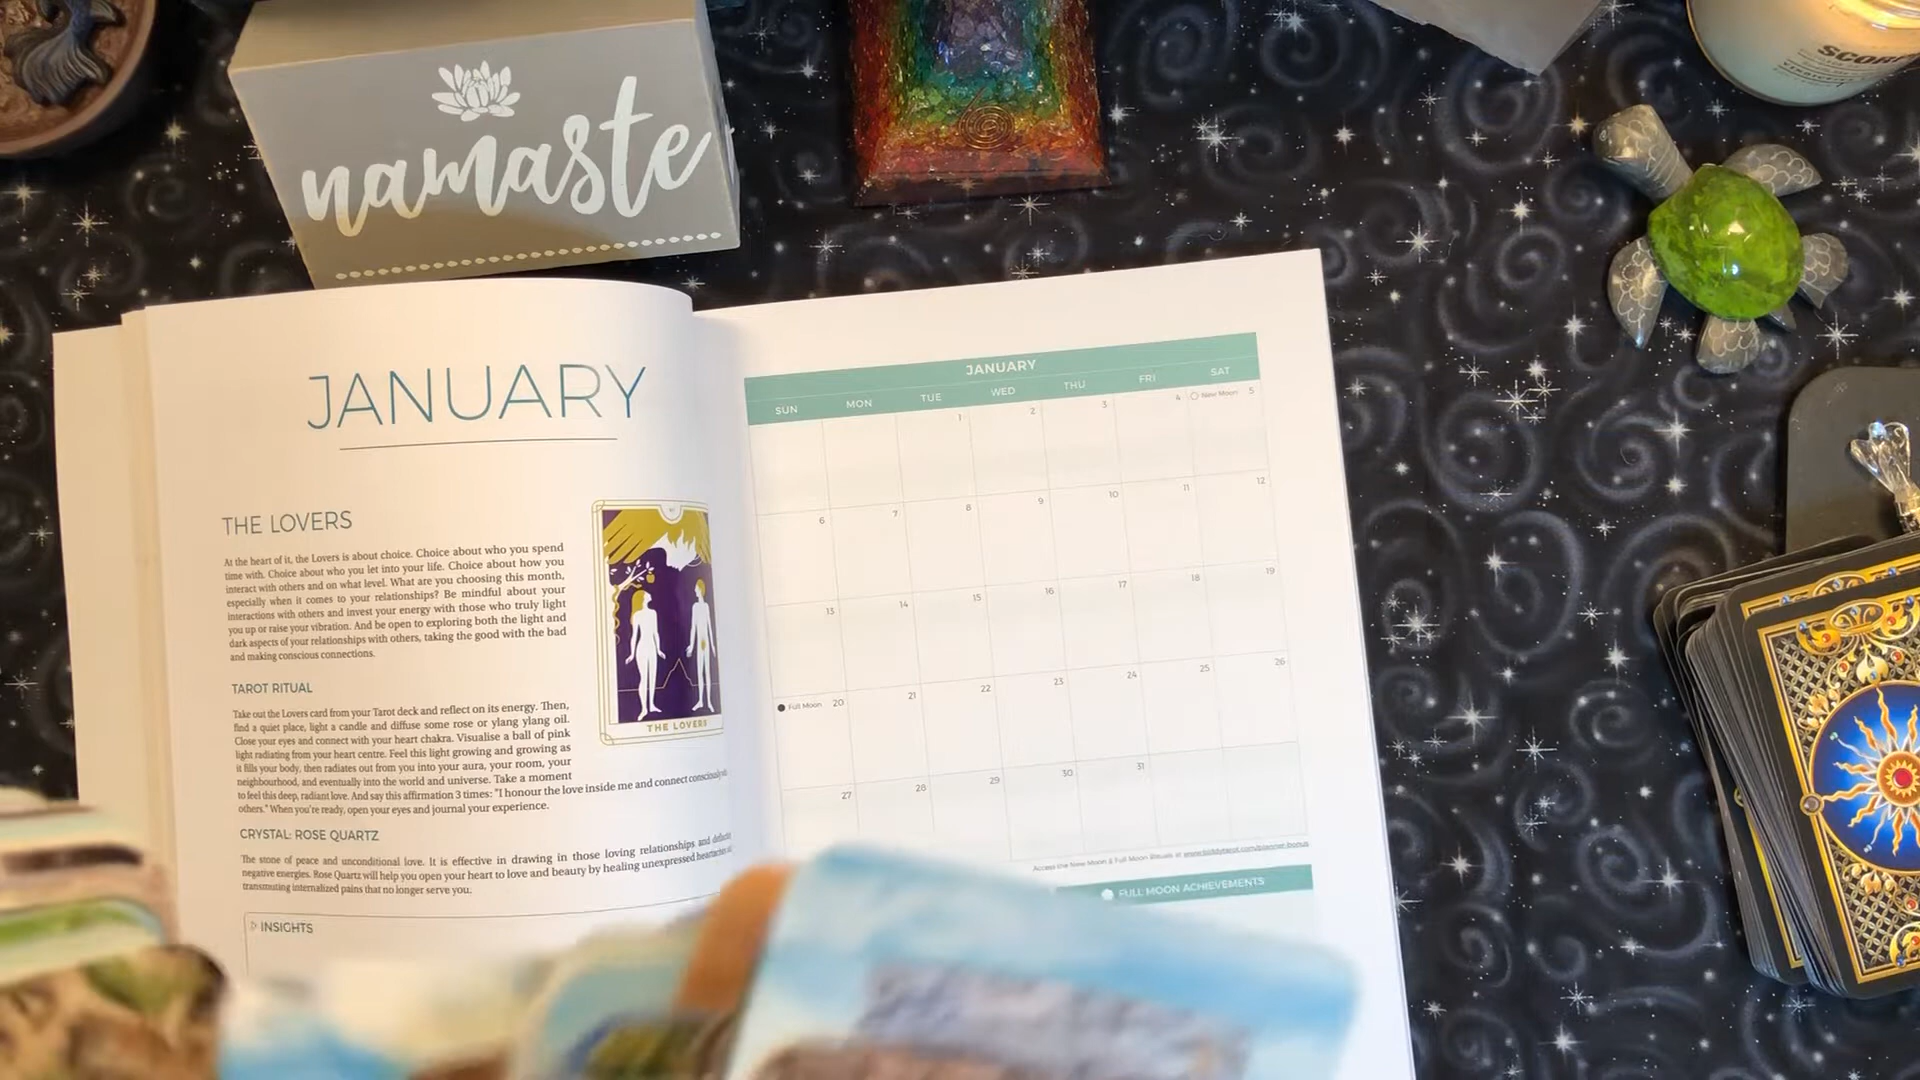 namaste
SCOR
JANUARY
THE LOVERS
At the heart of it, the Lovers is about choice. Choice about who you spend
time with. Choice about who you let into your life. Choice about how you
interact with others and on what level. What are you choosing this month,
especially when it comes to your relationships? Be mindful about your
interactions with others and invest your energy with those who truly light
you up or raise your vibration. And be open to exploring both the light and
dark aspects of your relationships with others, taking the good with the bad
and making conscious connections.
THE LOVERS
TAROT RITUAL
Take out the Lovers card from your Tarot deck and reflect on its energy. Then,
find a quiet place, light a candle and diffuse some rose or ylang ylang oil.
Close your eyes and connect with your heart chakra. Visualise a ball of pink
light radiating from your heart centre. Feel this light growing and growing as
it fills your body, then radiates out from you into your aura, your room, your
neighbourhood, and eventually into the world and universe. Take a moment
to feel this deep, radiant love. And say this affirmation 3 times: "I honour the love inside me and connect consciously
others." When you're ready, open your eyes and journal your experience.
CRYSTAL: ROSE QUARTZ
The stone of peace and unconditional love. It is effective in drawing in those loving relationships and
negative energies. Rose Quartz will help you open your heart to love and beauty by healing unexpressed
transmuting internalized pains that no longer serve you.
INSIGHTS
JANUARY
SUN MON TUE WED THU FRI SAT
1 2 3 4 New Moon 5
6 7 8 9 10 11 12
13 14 15 16 17 18 19
Full Moon 20 21 22 23 24 25 26
27 28 29 30 31
Access the New Moon & Full Moon Rituals at
FULL MOON ACHIEVEMENTS